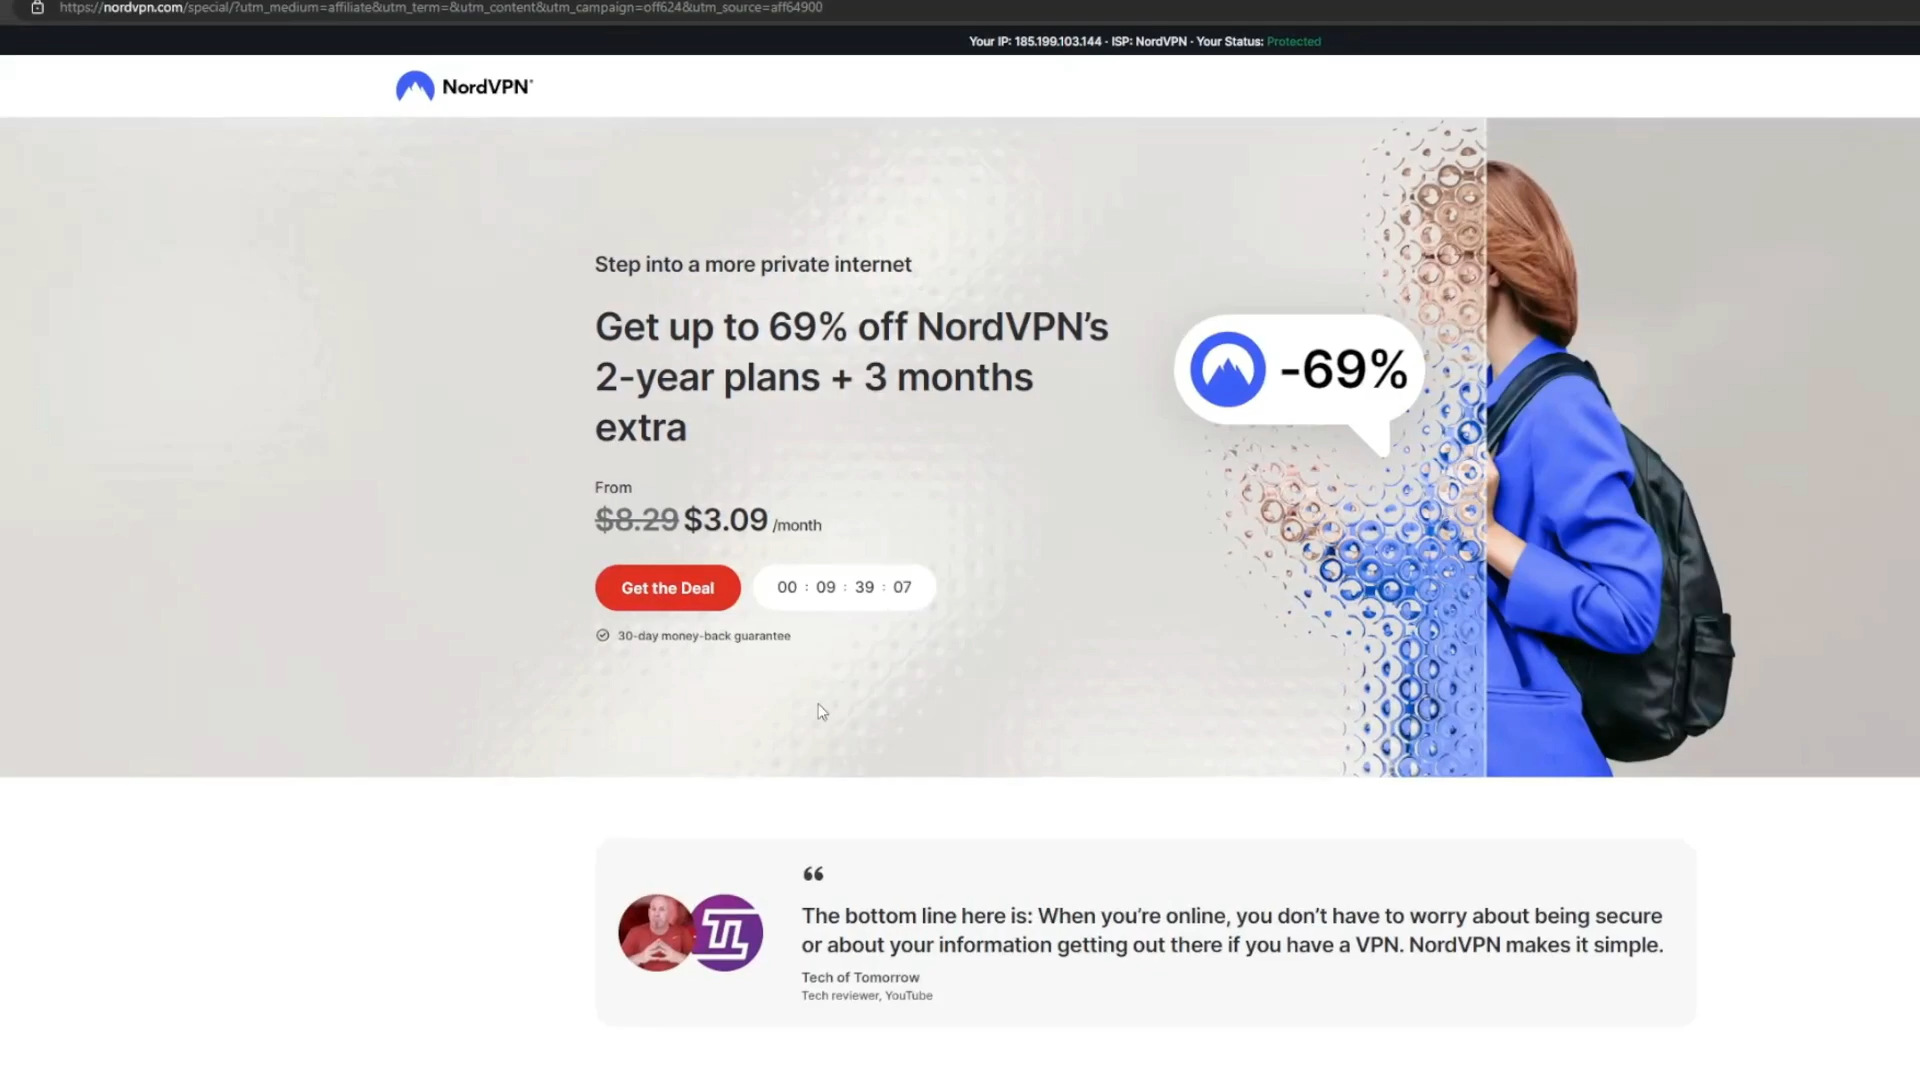 https://nordvpn.com/special/?utm_medium=affiliate&utm_term=&utm_content&utm_campaign=off624&utm_source=aff64900
Your IP: 185.199.103.144 · ISP: NordVPN · Your Status: Protected
NordVPN®
Step into a more private internet
Get up to 69% off NordVPN’s
2-year plans + 3 months
extra
-69%
From
$8.29 $3.09 /month
Get the Deal 00 : 09 : 39 : 07
30-day money-back guarantee
“
The bottom line here is: When you’re online, you don’t have to worry about being secure
or about your information getting out there if you have a VPN. NordVPN makes it simple.
Tech of Tomorrow
Tech reviewer, YouTube